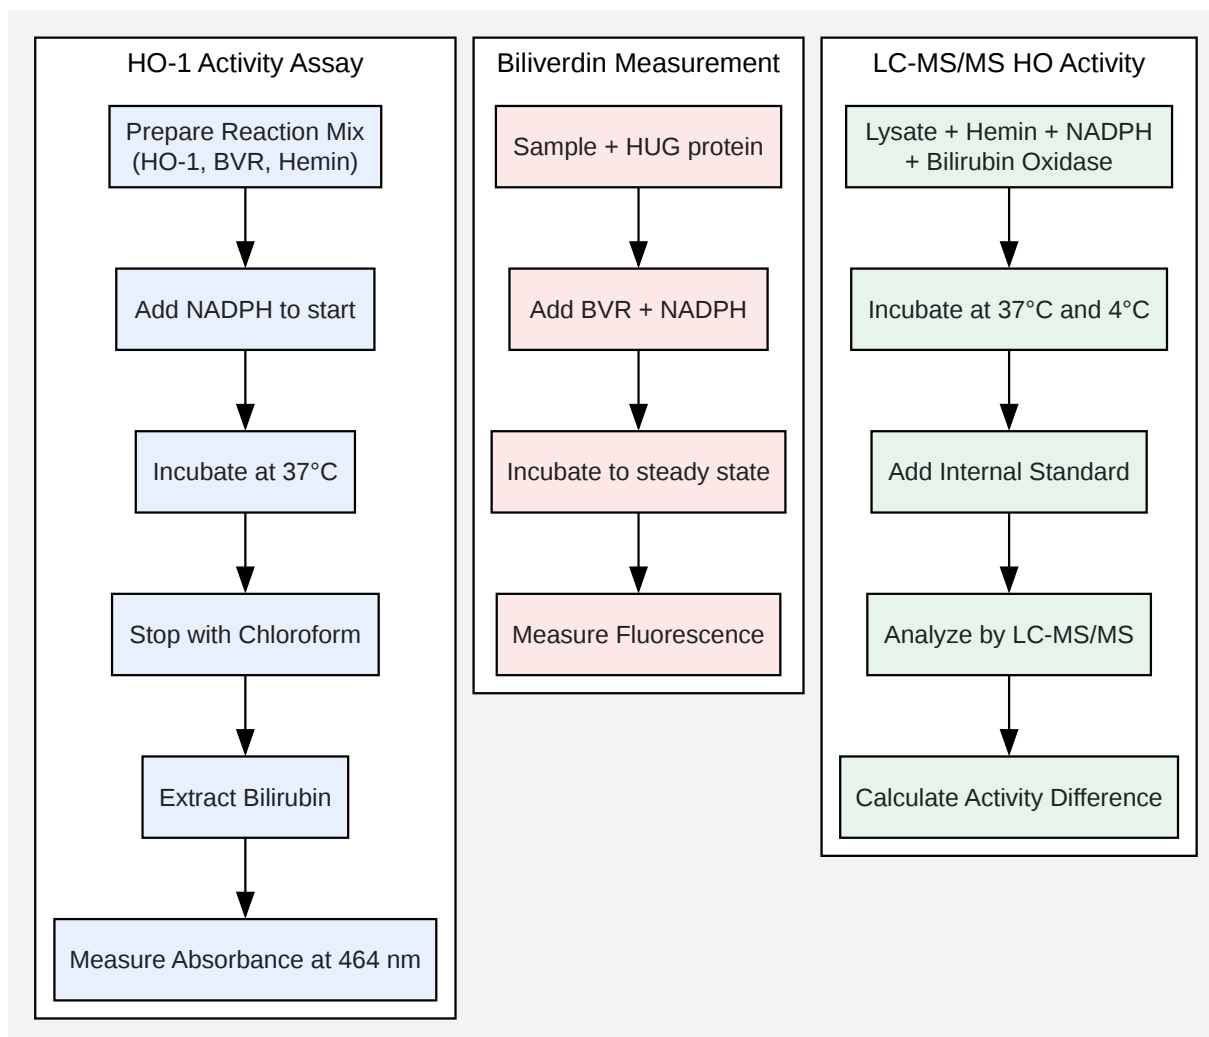 HO-1 Activity Assay
Prepare Reaction Mix
(HO-1, BVR, Hemin)
Add NADPH to start
Incubate at 37°C
Stop with Chloroform
Extract Bilirubin
Measure Absorbance at 464 nm
Biliverdin Measurement
Sample + HUG protein
Add BVR + NADPH
Incubate to steady state
Measure Fluorescence
LC-MS/MS HO Activity
Lysate + Hemin + NADPH
+ Bilirubin Oxidase
Incubate at 37°C and 4°C
Add Internal Standard
Analyze by LC-MS/MS
Calculate Activity Difference